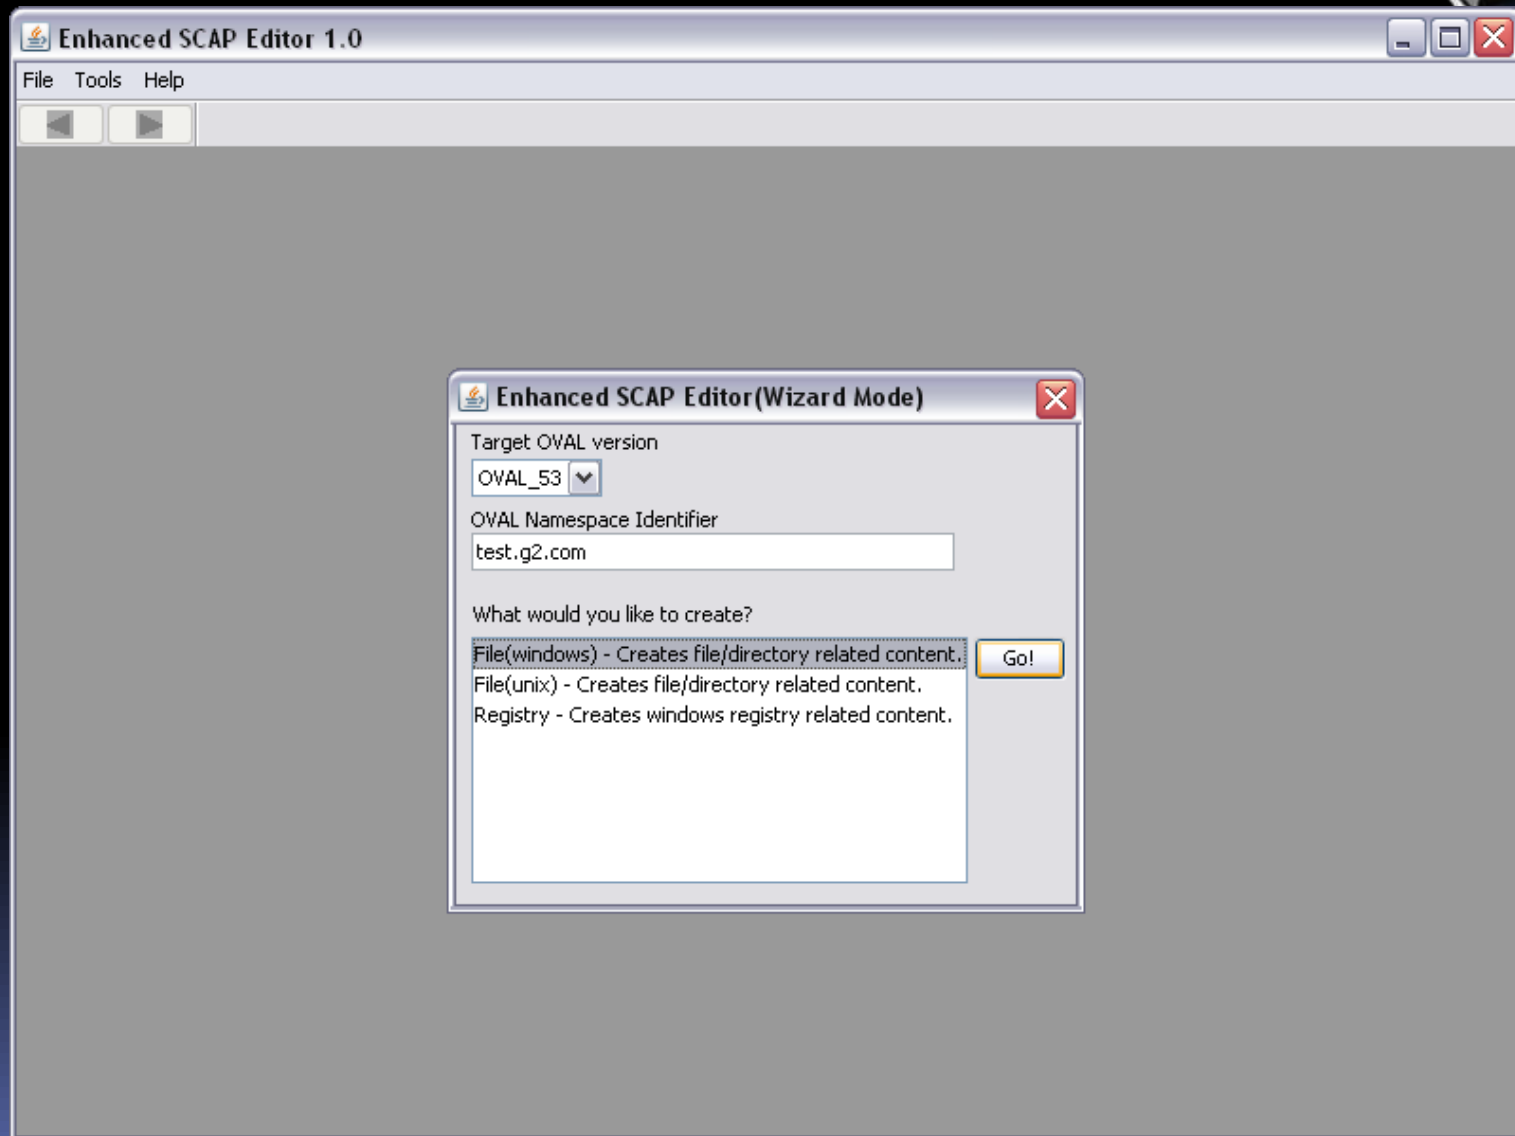 Enhanced SCAP Editor 1.0
File Tools Help
Enhanced SCAP Editor(Wizard Mode)
Target OVAL version
OVAL_53
OVAL Namespace Identifier
test.g2.com
What would you like to create?
File(windows) - Creates file/directory related content.
Go!
File(unix) - Creates file/directory related content.
Registry - Creates windows registry related content.